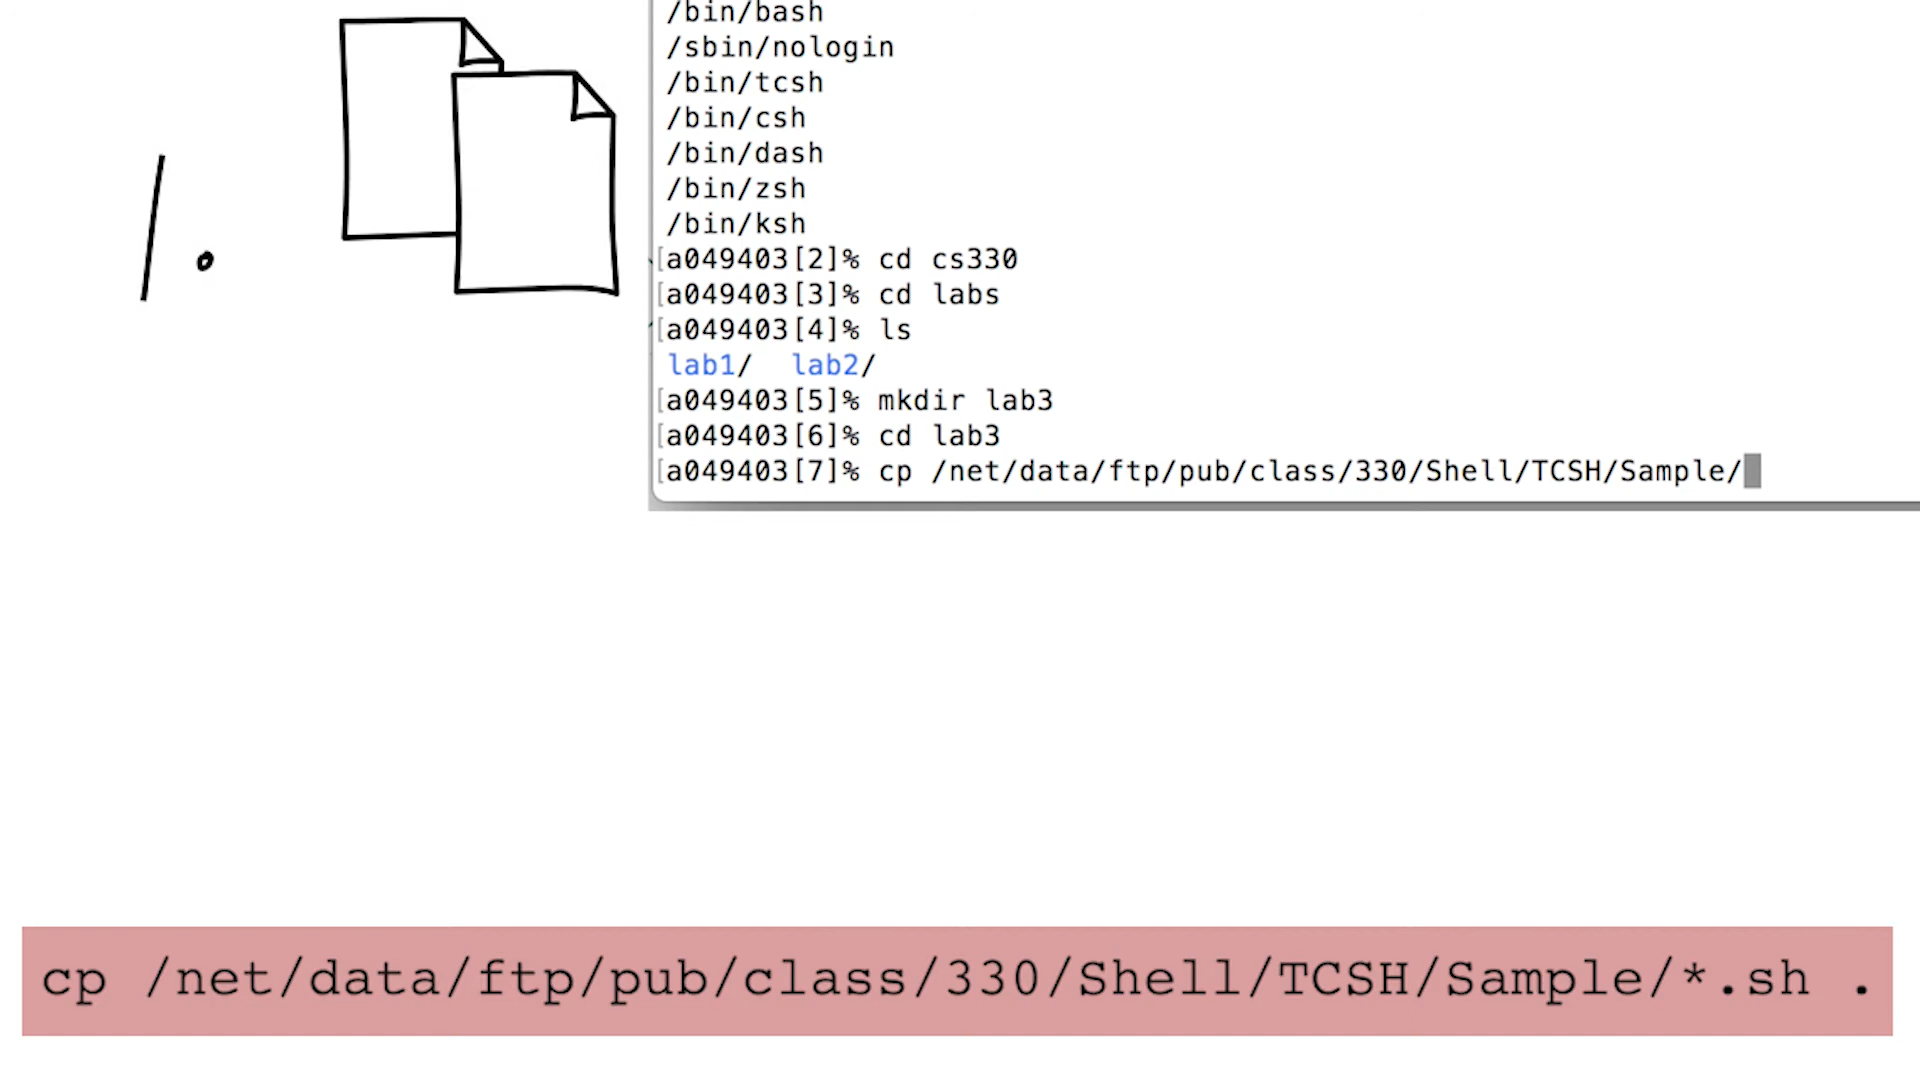 /.
/bin/bash
/sbin/nologin
/bin/tcsh
/bin/csh
/bin/dash
/bin/zsh
/bin/ksh
[a049403[2]% cd cs330
[a049403[3]% cd labs
[a049403[4]% ls
lab1/  lab2/
[a049403[5]% mkdir lab3
[a049403[6]% cd lab3
[a049403[7]% cp /net/data/ftp/pub/class/330/Shell/TCSH/Sample/
cp /net/data/ftp/pub/class/330/Shell/TCSH/Sample/*.sh .